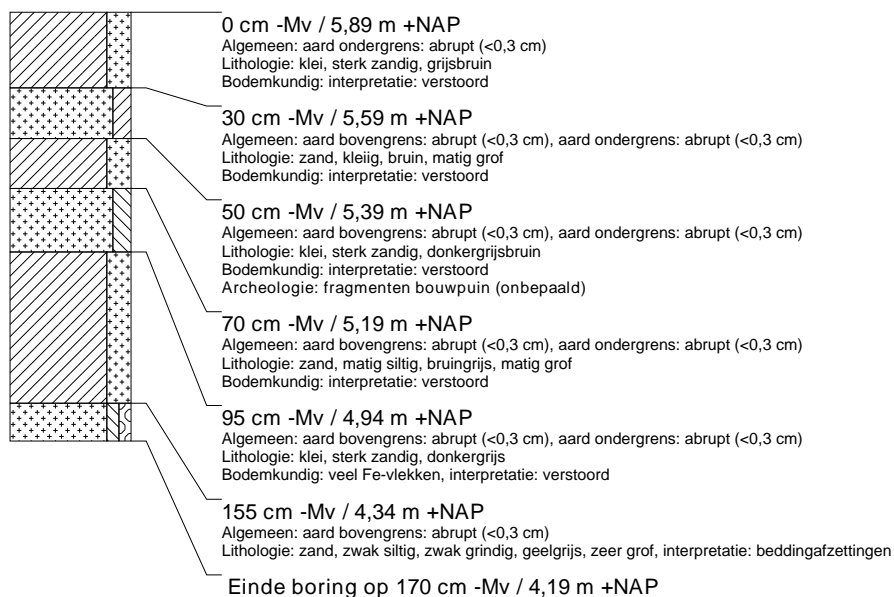 0 cm -Mv / 5,89 m +NAP
Algemeen: aard ondergrens: abrupt (<0,3 cm)
Lithologie: klei, sterk zandig, grijsbruin
Bodemkundig: interpretatie: verstoord
30 cm -Mv / 5,59 m +NAP
Algemeen: aard bovengrens: abrupt (<0,3 cm), aard ondergrens: abrupt (<0,3 cm)
Lithologie: zand, kleiig, bruin, matig grof
Bodemkundig: interpretatie: verstoord
50 cm -Mv / 5,39 m +NAP
Algemeen: aard bovengrens: abrupt (<0,3 cm), aard ondergrens: abrupt (<0,3 cm)
Lithologie: klei, sterk zandig, donkergrijsbruin
Bodemkundig: interpretatie: verstoord
Archeologie: fragmenten bouwpuin (onbepaald)
70 cm -Mv / 5,19 m +NAP
Algemeen: aard bovengrens: abrupt (<0,3 cm), aard ondergrens: abrupt (<0,3 cm)
Lithologie: zand, matig siltig, bruingrijs, matig grof
Bodemkundig: interpretatie: verstoord
95 cm -Mv / 4,94 m +NAP
Algemeen: aard bovengrens: abrupt (<0,3 cm), aard ondergrens: abrupt (<0,3 cm)
Lithologie: klei, sterk zandig, donkergrijs
Bodemkundig: veel Fe-vlekken, interpretatie: verstoord
155 cm -Mv / 4,34 m +NAP
Algemeen: aard bovengrens: abrupt (<0,3 cm)
Lithologie: zand, zwak siltig, zwak grindig, geelgrijs, zeer grof, interpretatie: beddingafzettingen
Einde boring op 170 cm -Mv / 4,19 m +NAP